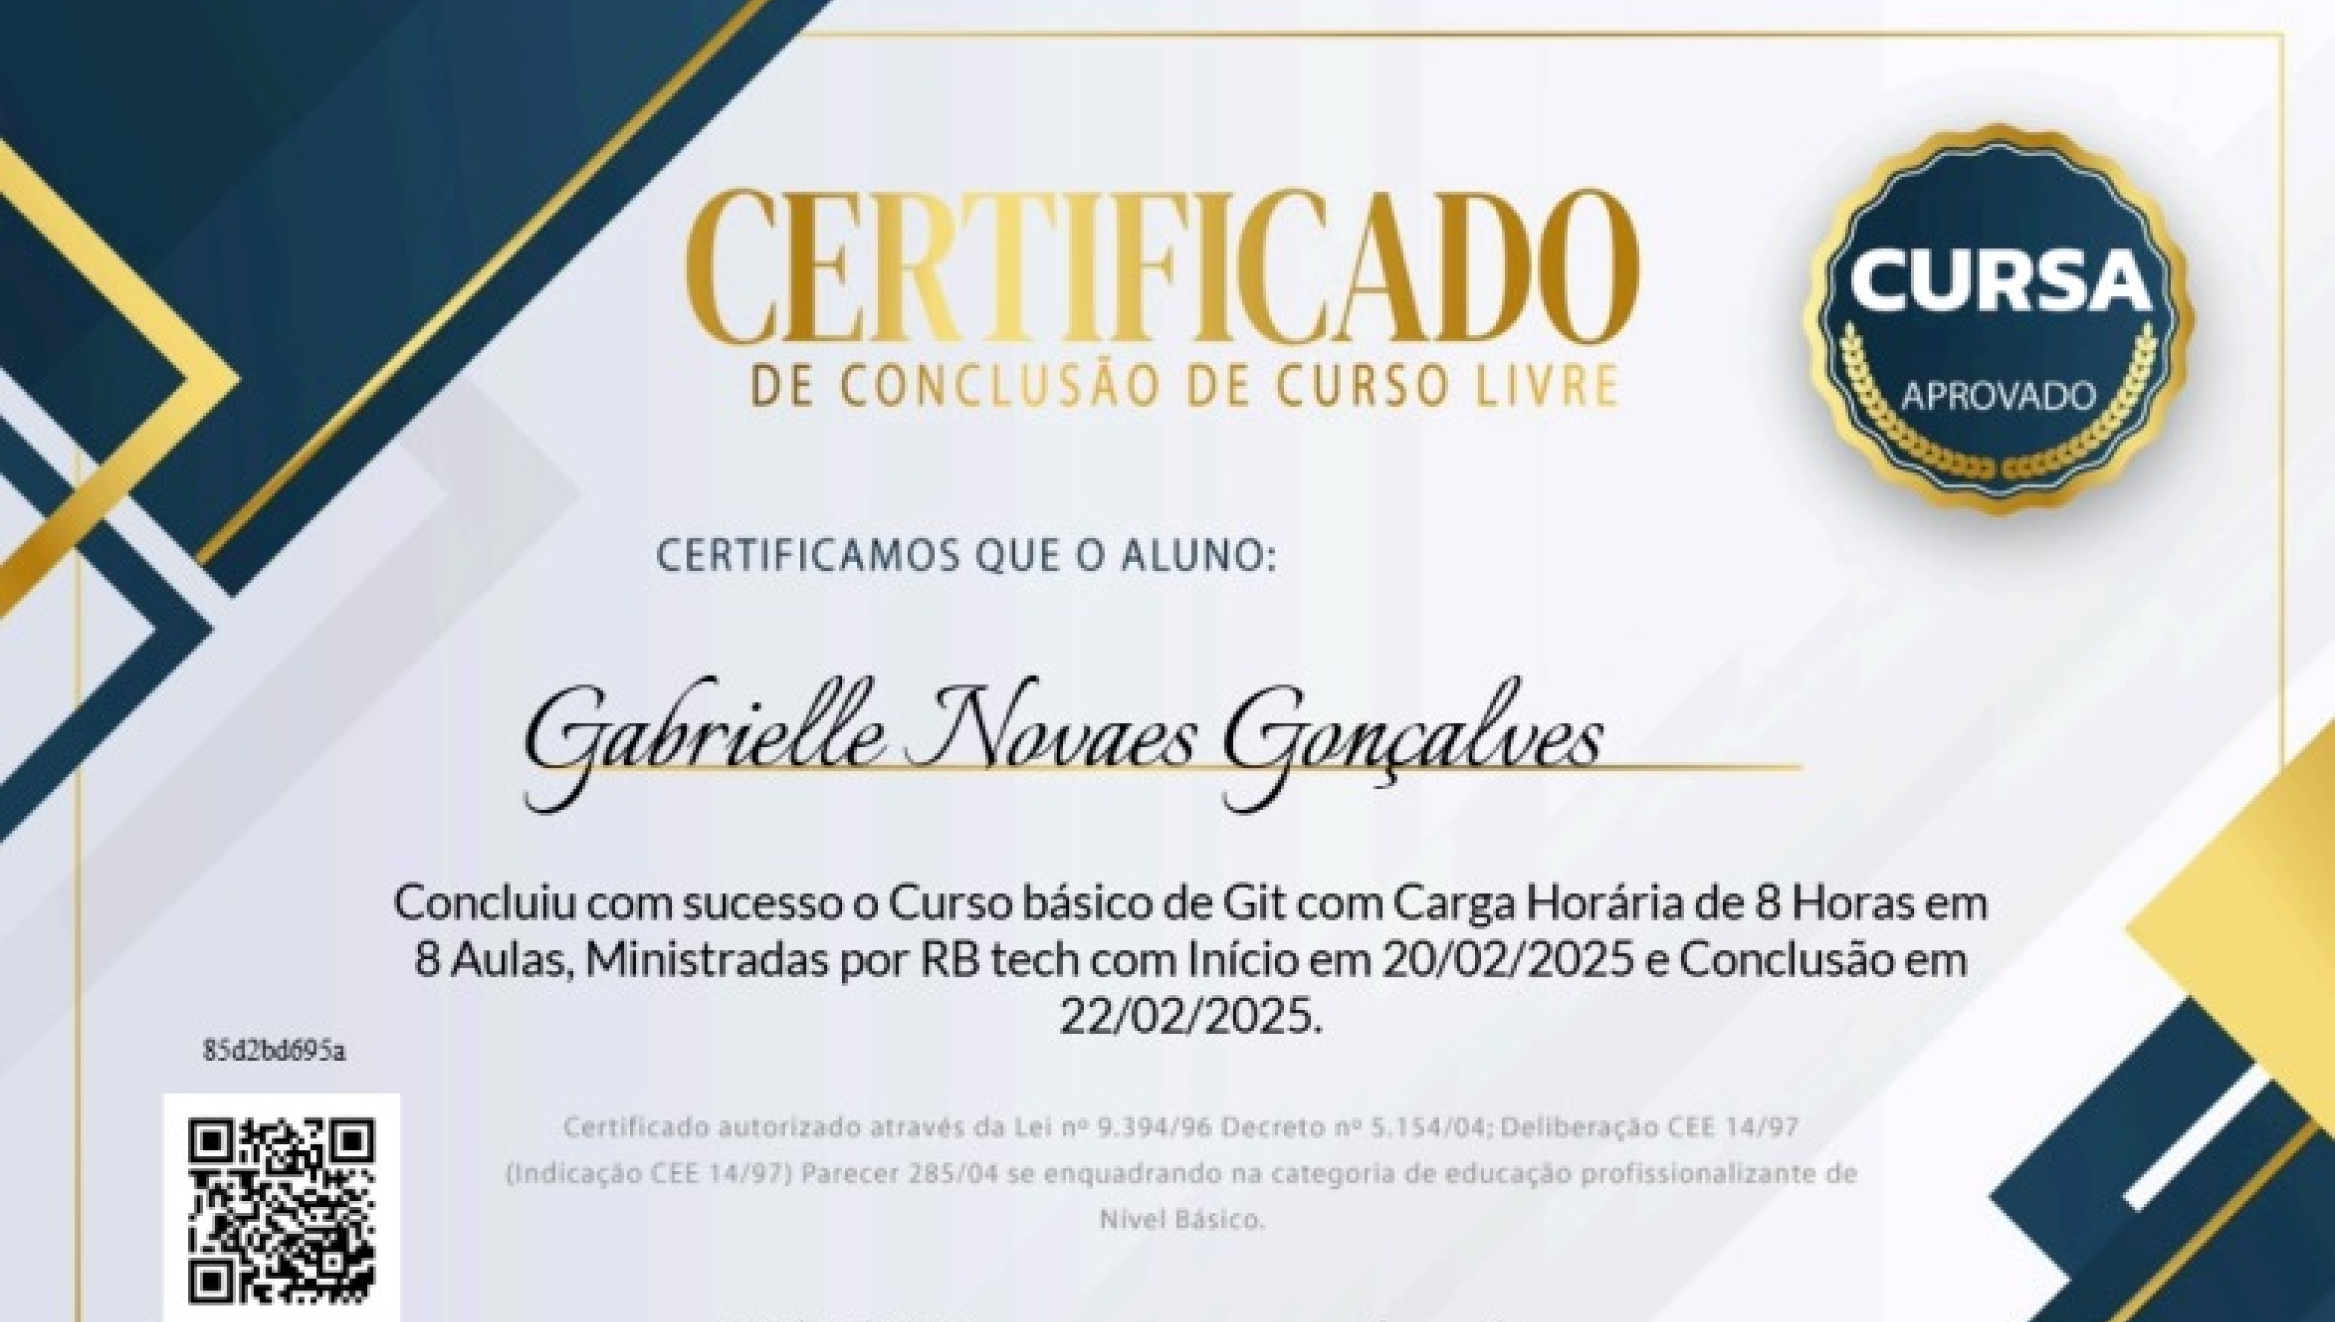 CERTIFICADO
DE CONCLUSÃO DE CURSO LIVRE
CURSA
APROVADO
CERTIFICAMOS QUE O ALUNO:
Gabrielle Novaes Gonçalves
Concluiu com sucesso o Curso básico de Git com Carga Horária de 8 Horas em
8 Aulas, Ministradas por RB tech com Início em 20/02/2025 e Conclusão em
22/02/2025.
85d2bd695a
Certificado autorizado através da Lei nº 9.394/96 Decreto nº 5.154/04; Deliberação CEE 14/97
(Indicação CEE 14/97) Parecer 285/04 se enquadrando na categoria de educação profissionalizante de
Nível Básico.